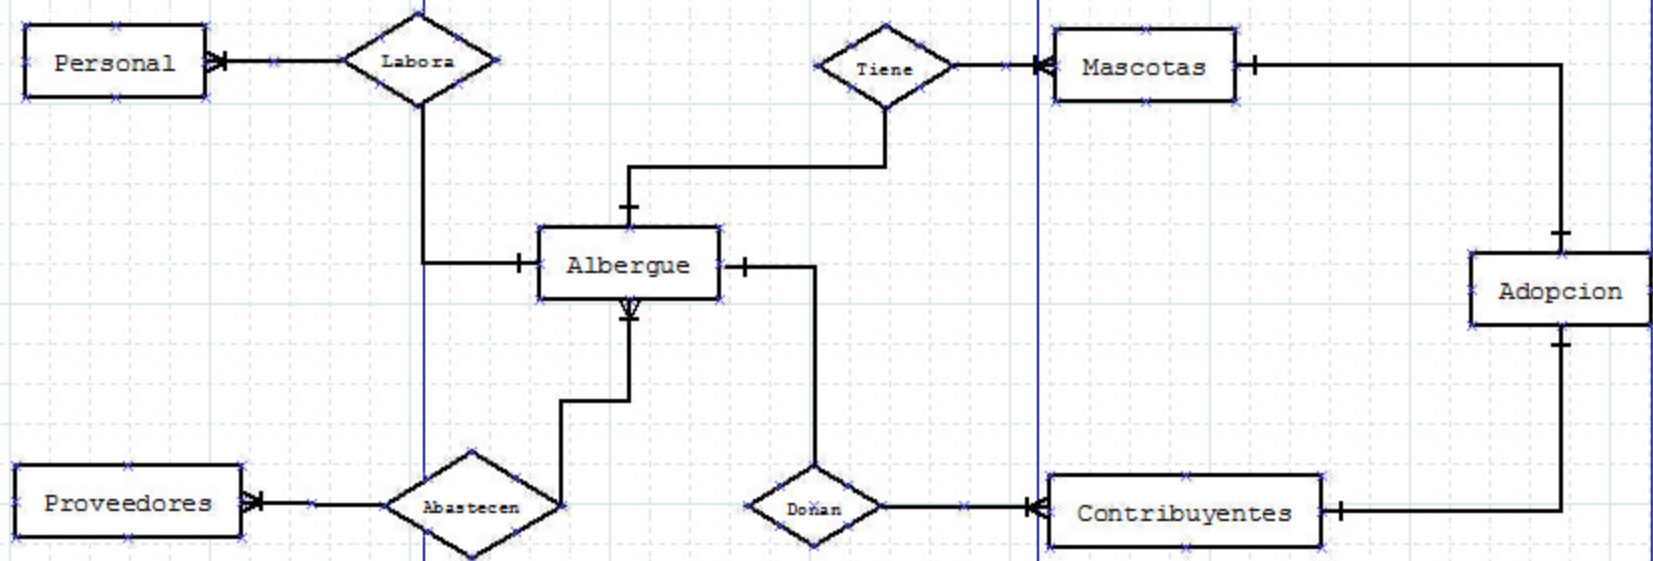 Personal
Labora
Tiene
Mascotas
Albergue
Adopcion
Proveedores
Abastecen
Donan
Contribuyentes